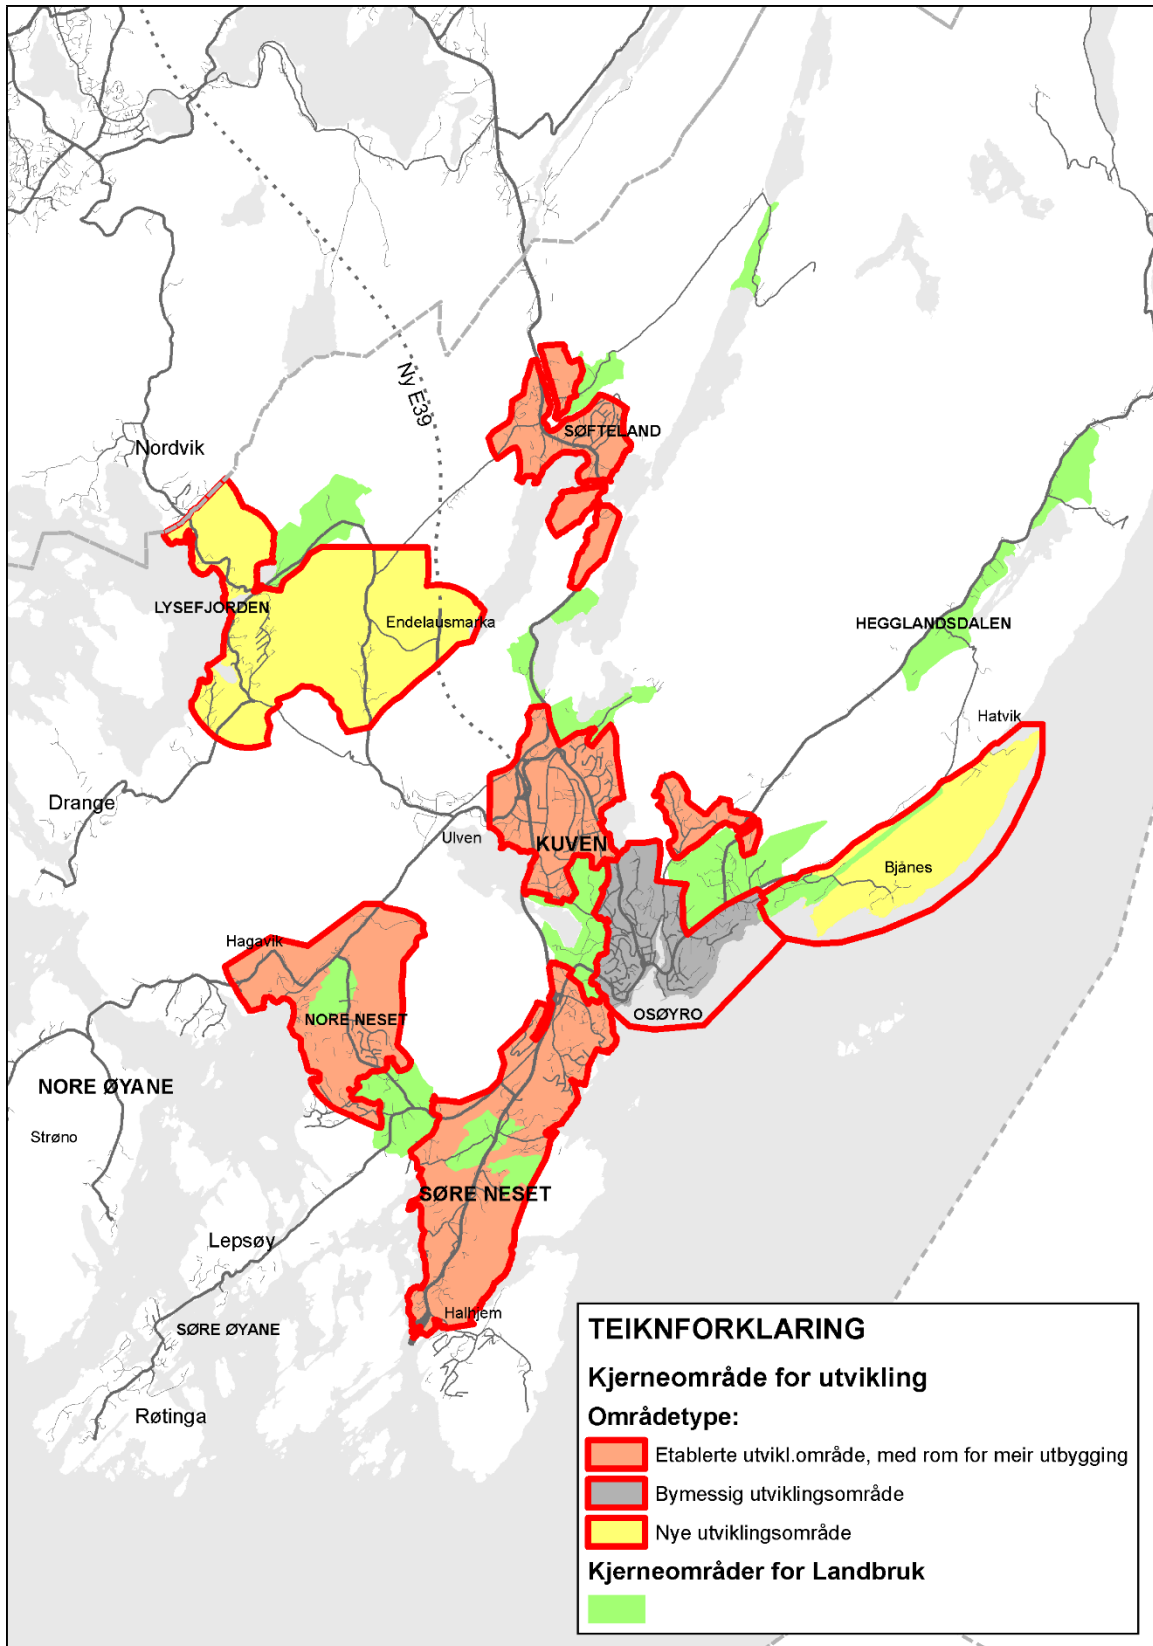 Ny E39
SØFTELAND
Nordvik
LYSEFJORDEN
Endelausmarka
HEGGLANDSDALEN
Hatvik
Drange
Ulven
KUVEN
Bjånes
Hagavik
NORE NESET
OSØYRO
NORE ØYANE
Strøno
SØRE NESET
Lepsøy
Halhjem
SØRE ØYANE
Røtinga
TEIKNFORKLARING
Kjerneområde for utvikling
Områdetype:
Etablerte utvikl.område, med rom for meir utbygging
Bymessig utviklingsområde
Nye utviklingsområde
Kjerneområder for Landbruk